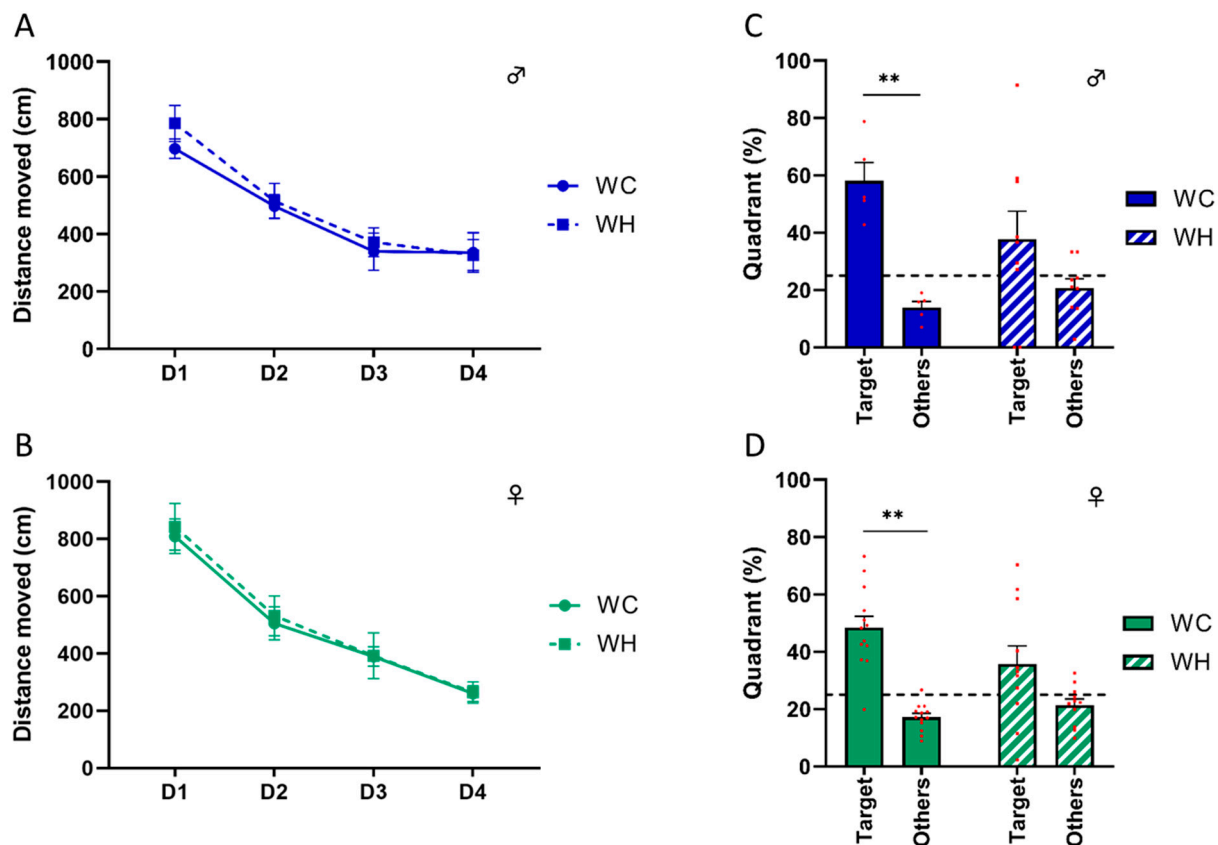 A
Distance moved (cm)
1000
800
600
400
200
0
D1 D2 D3 D4
♂
WC
WH
C
Quadrant (%)
100
80
60
40
20
0
**
♂
Target Others Target Others
WC
WH
B
Distance moved (cm)
1000
800
600
400
200
0
D1 D2 D3 D4
♀
WC
WH
D
Quadrant (%)
100
80
60
40
20
0
**
♀
Target Others Target Others
WC
WH